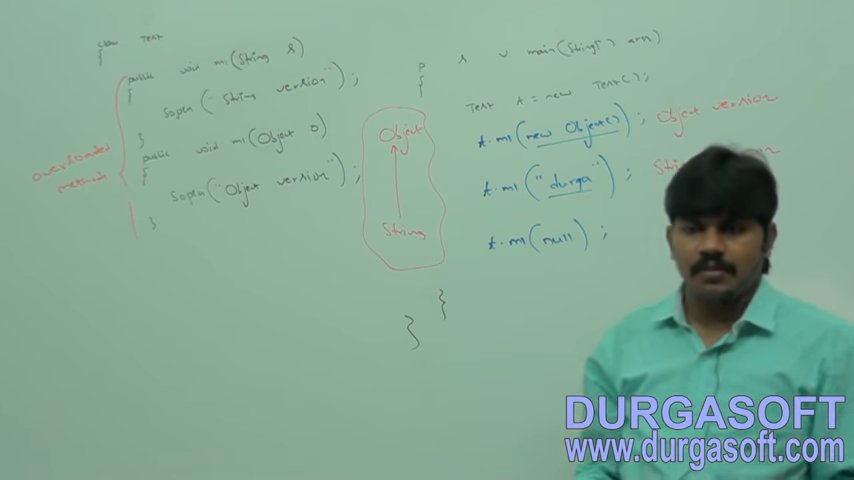 class Test
{
public void m1(String s)
{
sopln("String version");
}
public void m1(Object o)
{
sopln("Object version");
}
overloaded
methods
Object
String
p s v main(String[] args)
{
Test t = new Test();
t.m1(new Object()); Object version
t.m1("durga");
t.m1(null);
}
}
DURGASOFT
www.durgasoft.com